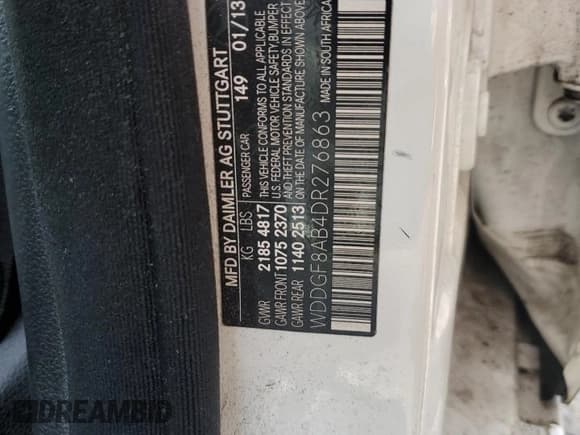 MFD BY DAIMLER AG STUTTGART
PASSENGER CAR 149 01/13
KG LBS
GVWR 2185 4817
GAWR FRONT 1075 2370
GAWR REAR 1140 2513
THIS VEHICLE CONFORMS TO ALL APPLICABLE
U.S. FEDERAL MOTOR VEHICLE SAFETY, BUMPER
AND THEFT PREVENTION STANDARDS IN EFFECT
ON THE DATE OF MANUFACTURE SHOWN ABOVE
WDDGF8AB4DR276863
MADE IN SOUTH AFRICA
DREAMBID